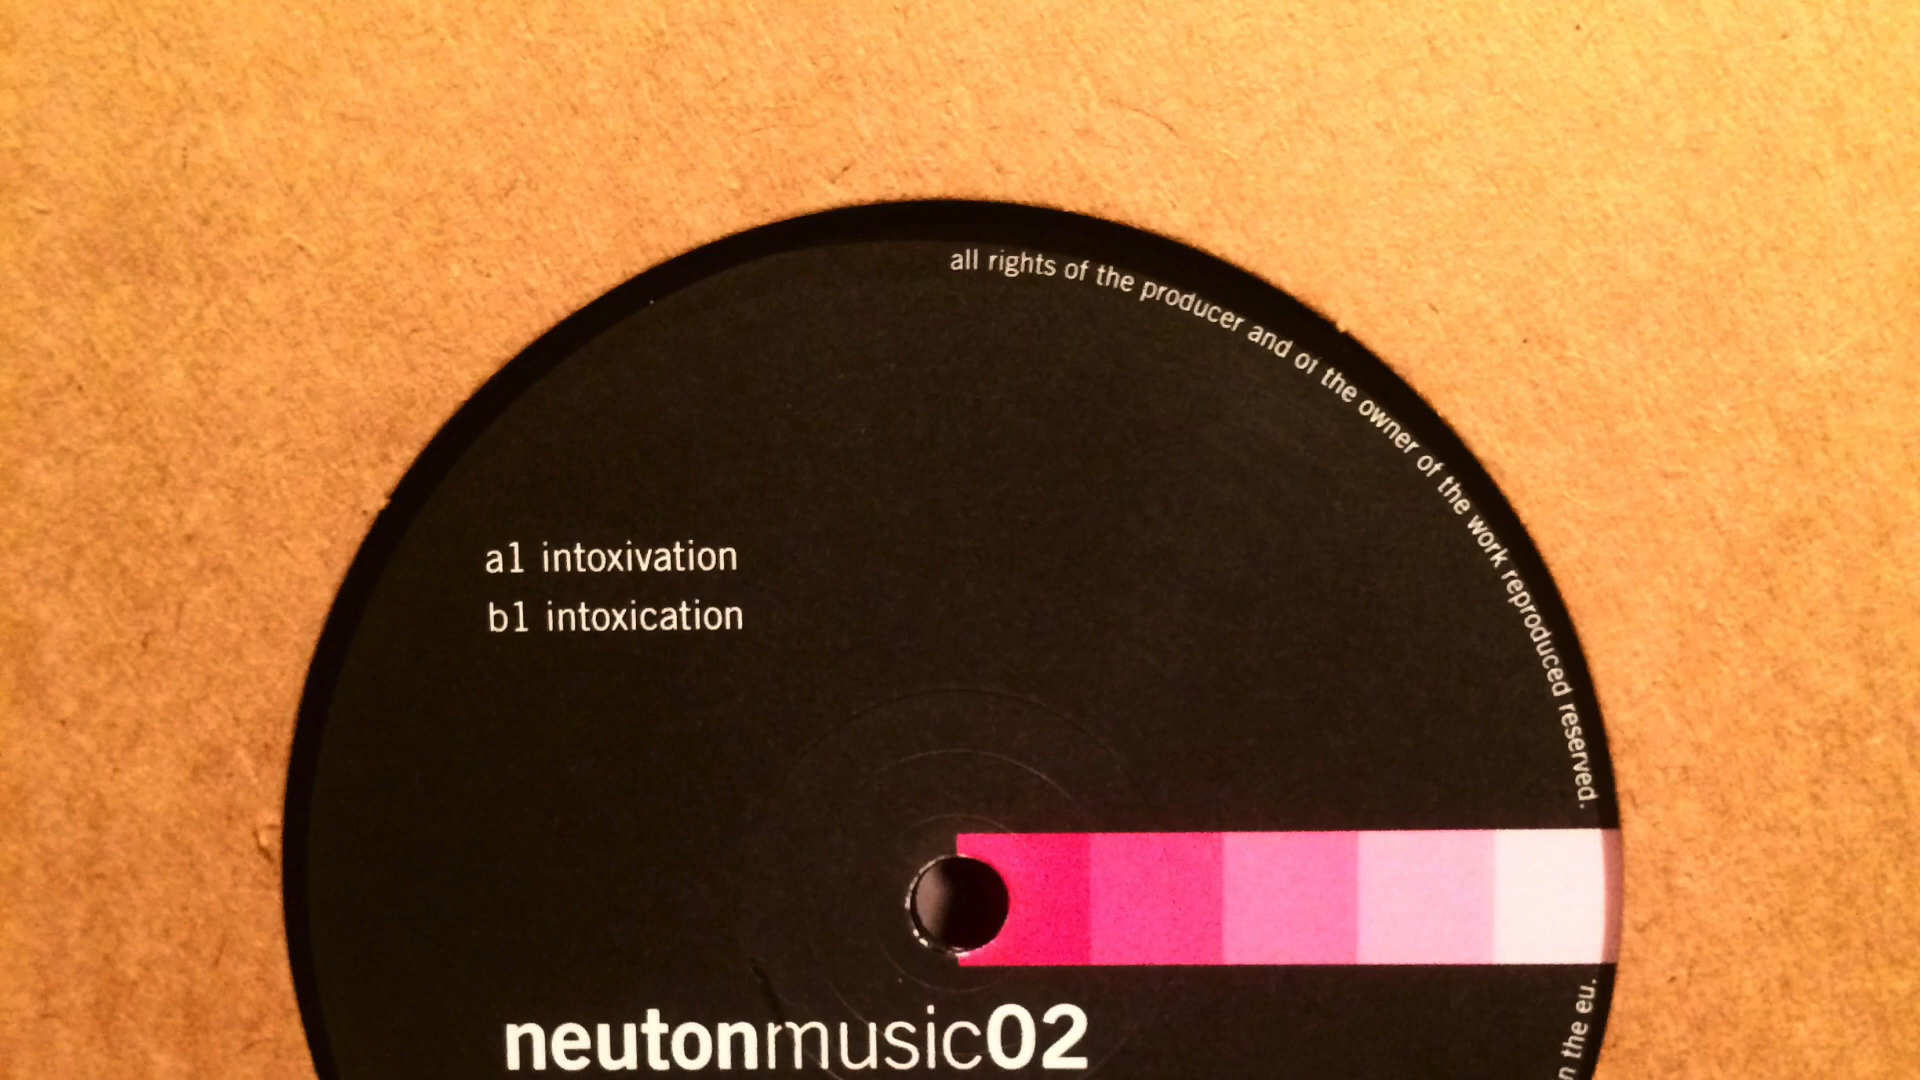 all rights of the producer and of the owner of the work reproduced reserved.
a1 intoxivation
b1 intoxication
neutonmusic02
the eu.